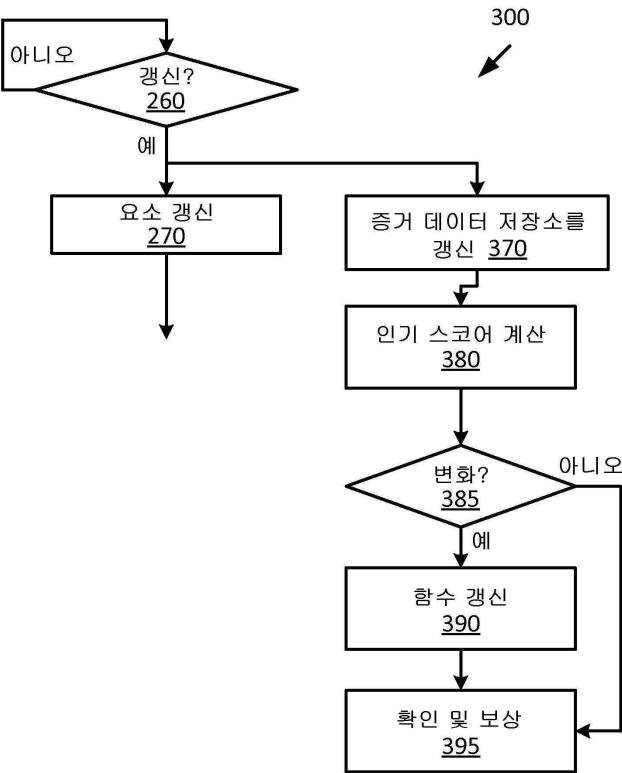 300
아니오
갱신?
260
예
요소 갱신
270
증거 데이터 저장소를
갱신 370
인기 스코어 계산
380
변화?
385
아니오
예
함수 갱신
390
확인 및 보상
395